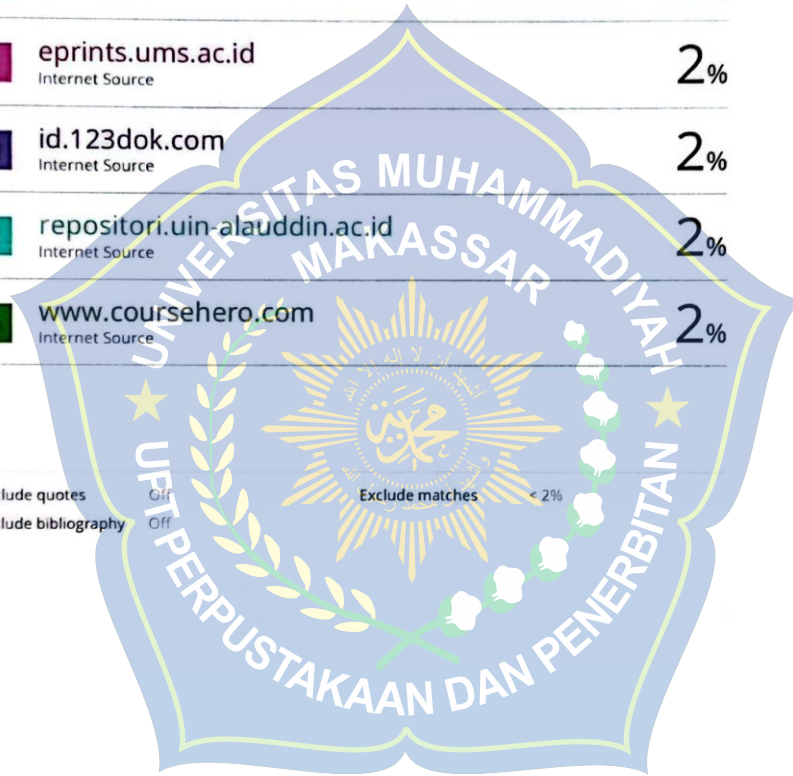 eprints.ums.ac.id
2%
Internet Source
id.123dok.com
2%
Internet Source
repositori.uin-alauddin.ac.id
2%
Internet Source
www.coursehero.com
2%
Internet Source
lude quotes Off Exclude matches < 2%
lude bibliography Off
UNIVERSITAS MUHAMMADIYAH
MAKASSAR
محمدية
UPT PERPUSTAKAAN DAN PENERBITAN